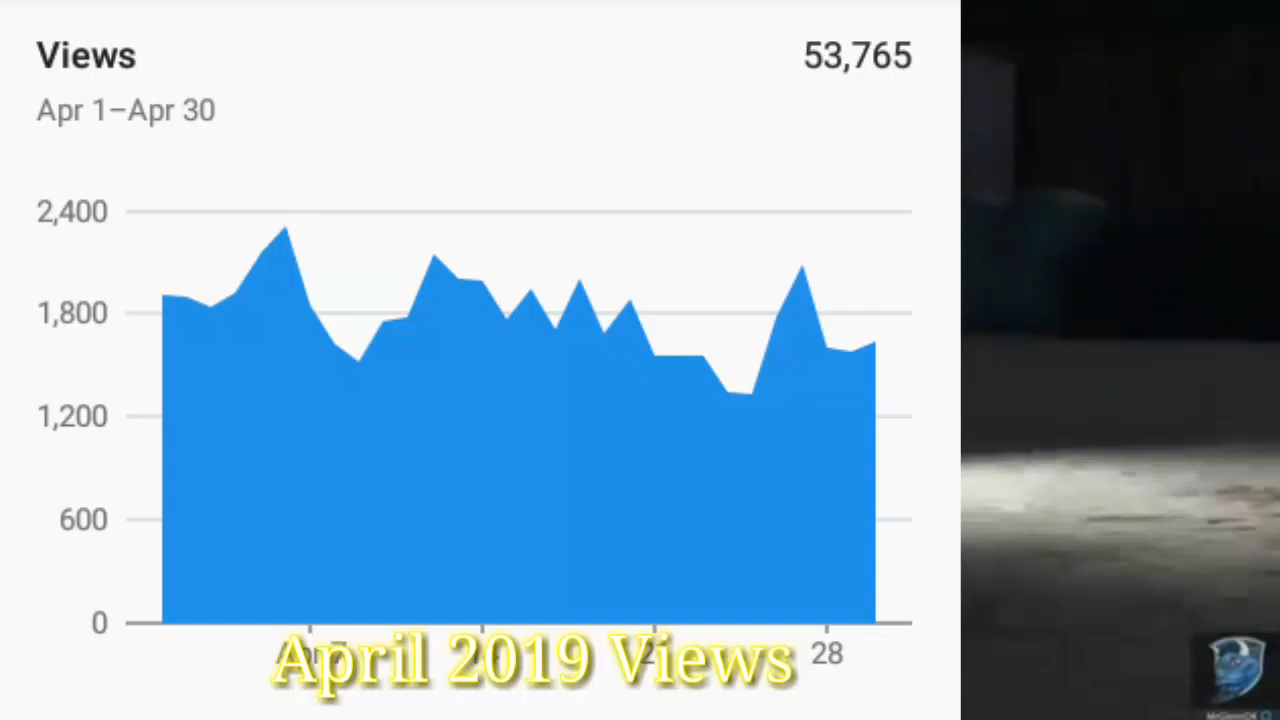 Views
53,765
Apr 1–Apr 30
2,400
1,800
1,200
600
0
28
April 2019 Views